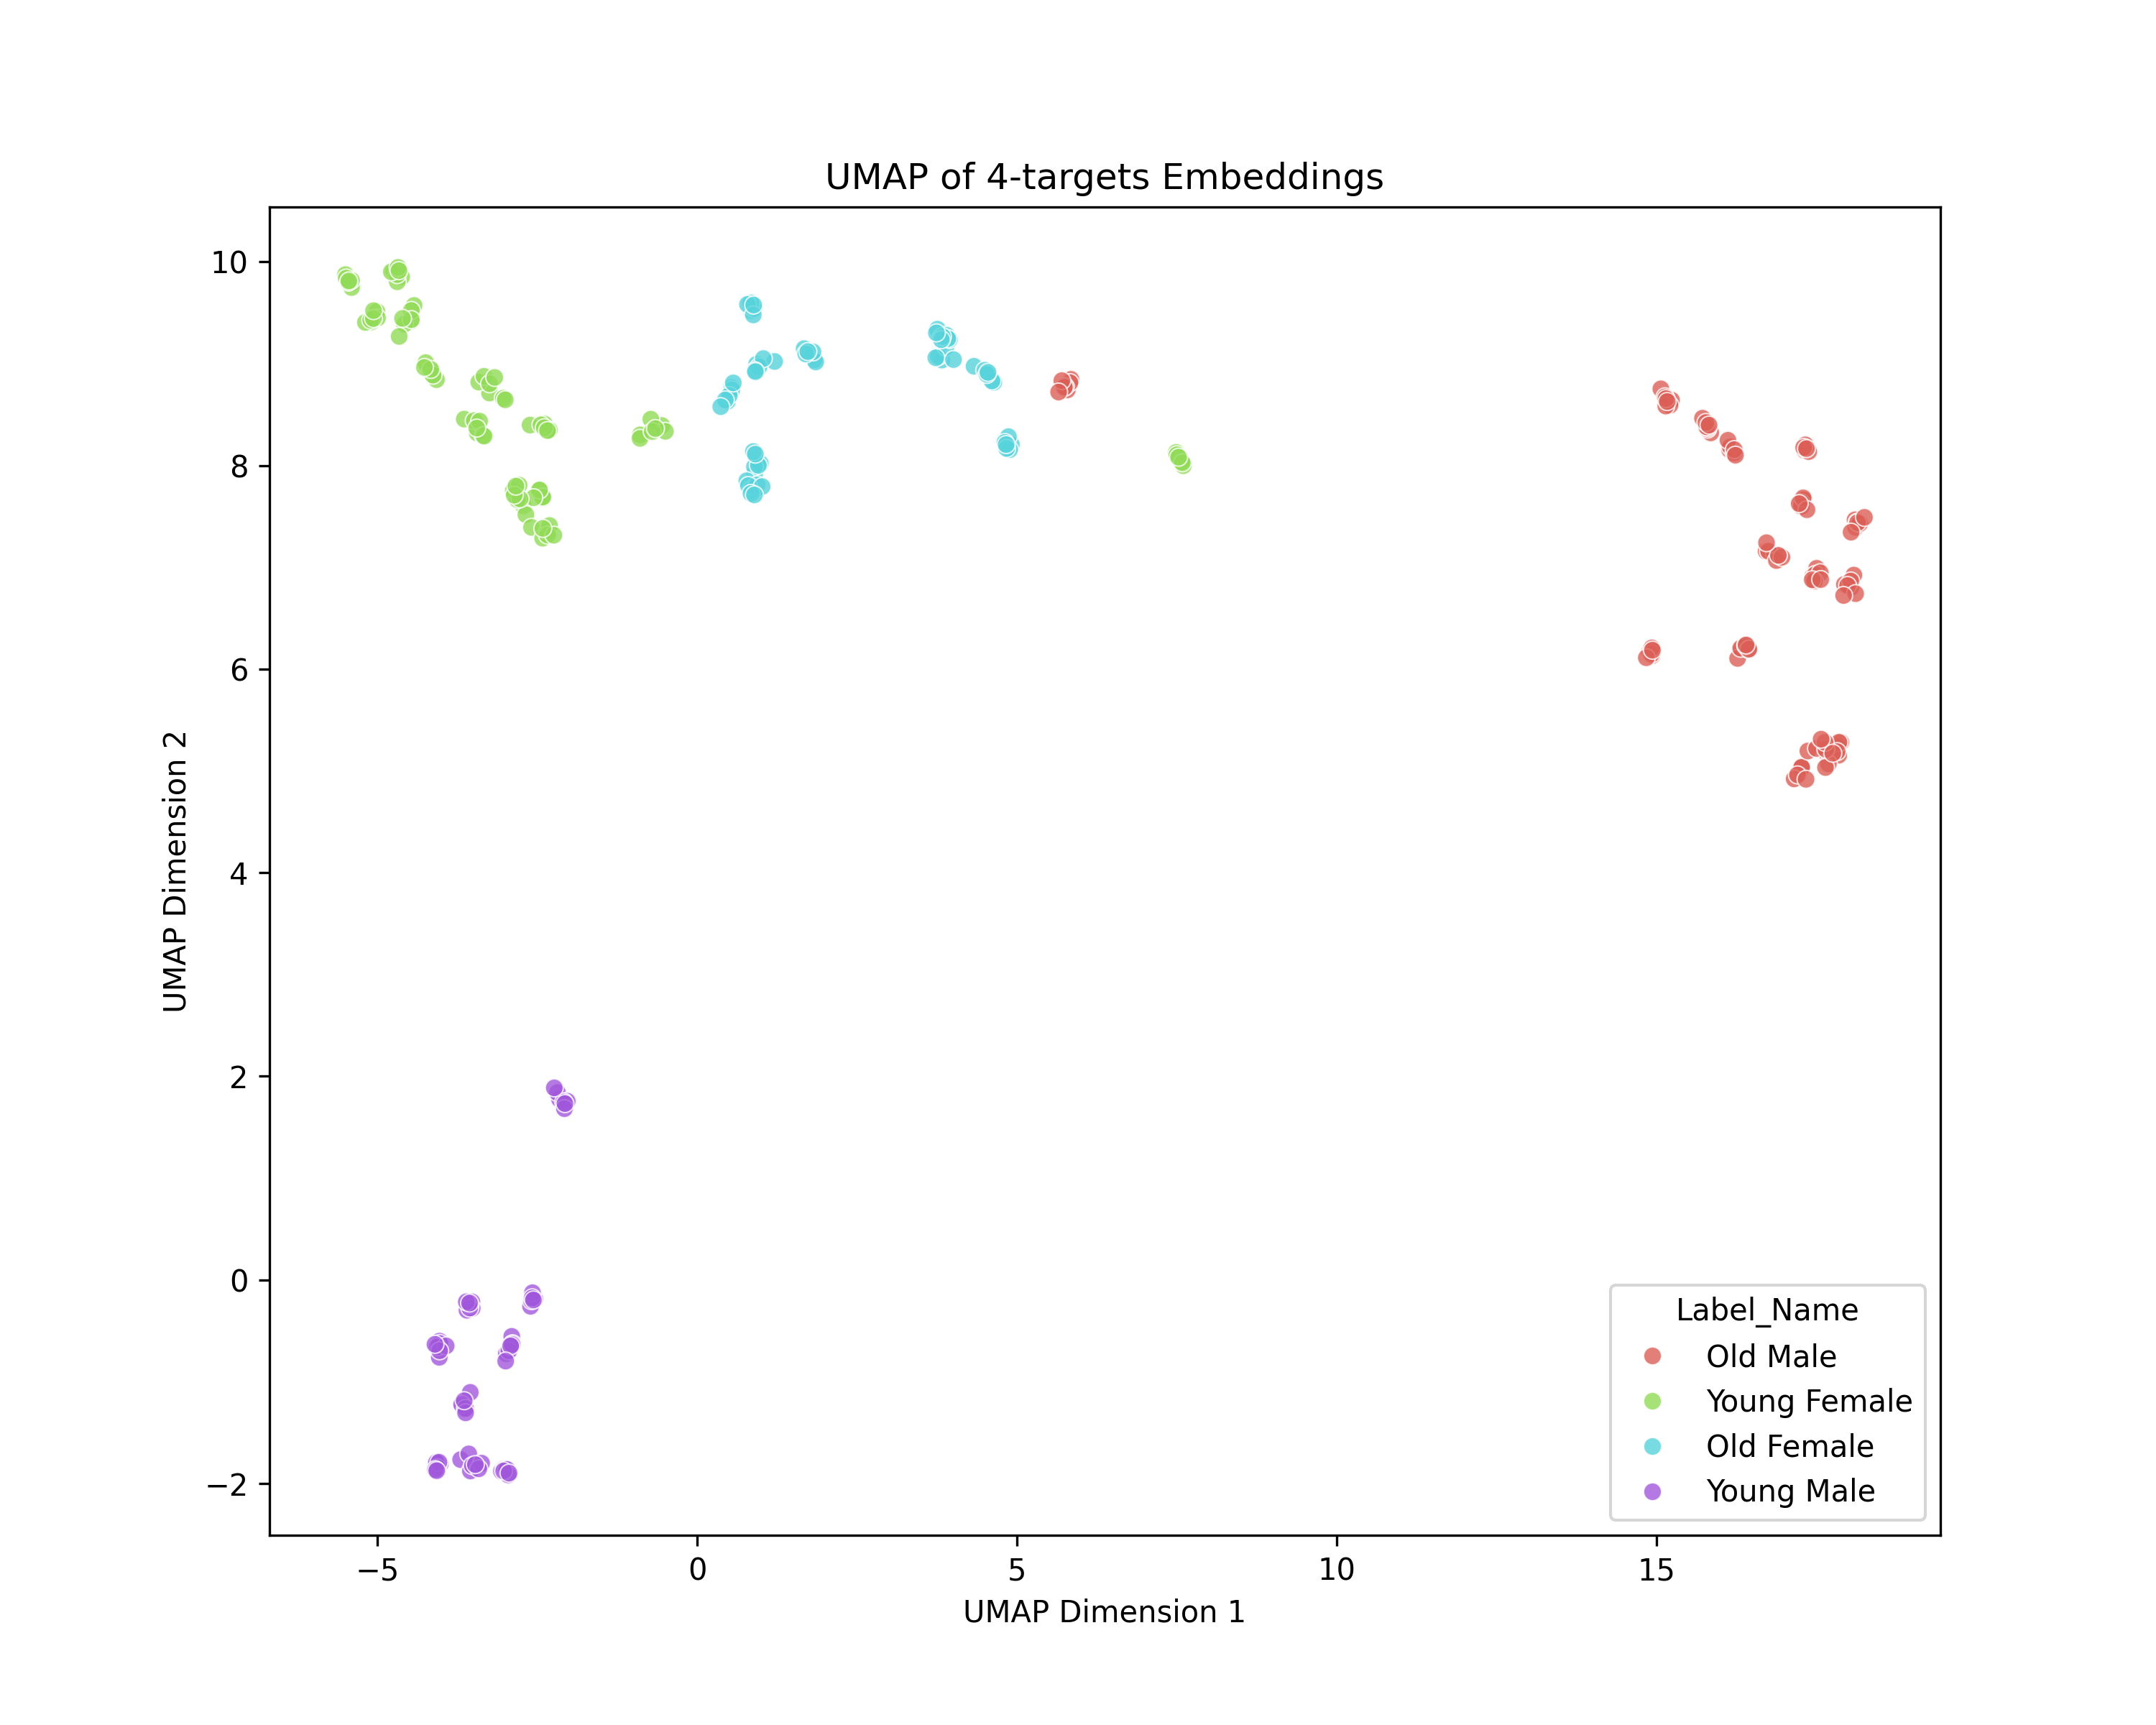 UMAP of 4-targets Embeddings
10
8
6
4
2
0
−2
UMAP Dimension 2
−5 0 5 10 15
UMAP Dimension 1
Label_Name
Old Male
Young Female
Old Female
Young Male